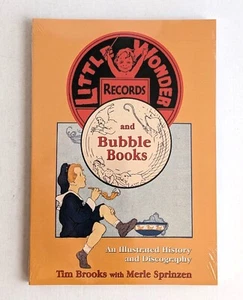 LITTLE WONDER
RECORDS
and
Bubble
Books
An Illustrated History
and Discography
Tim Brooks with Merle Sprinzen